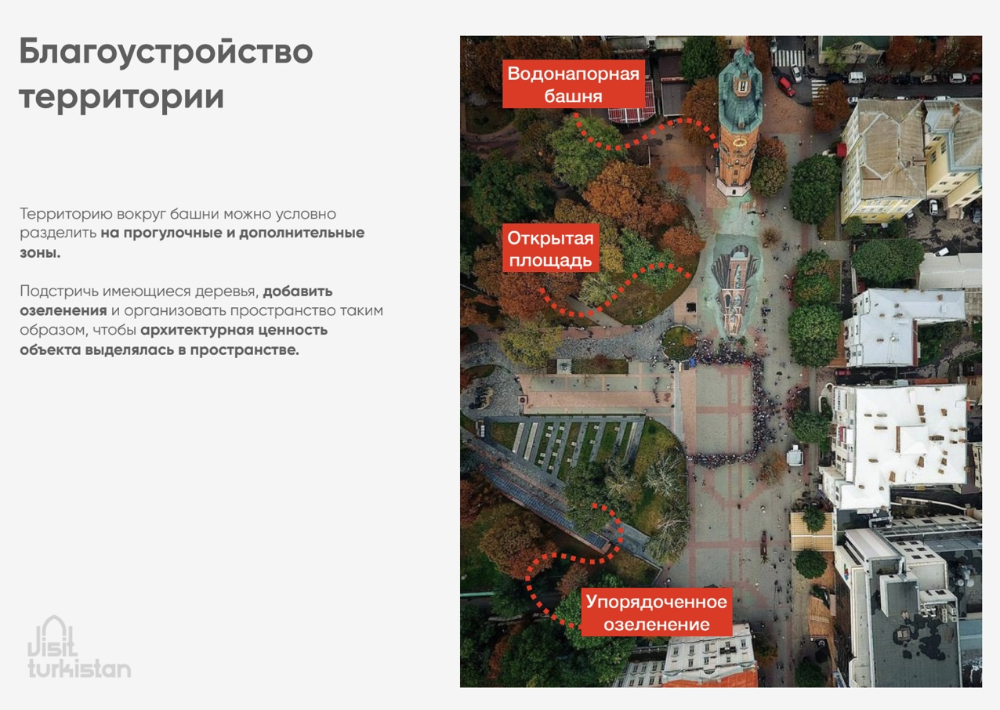 Благоустройство
территории
Территорию вокруг башни можно условно
разделить на прогулочные и дополнительные
зоны.
Подстричь имеющиеся деревья, добавить
озеленения и организовать пространство таким
образом, чтобы архитектурная ценность
объекта выделялась в пространстве.
visit
turkistan
Водонапорная
башня
Открытая
площадь
Упорядоченное
озеленение